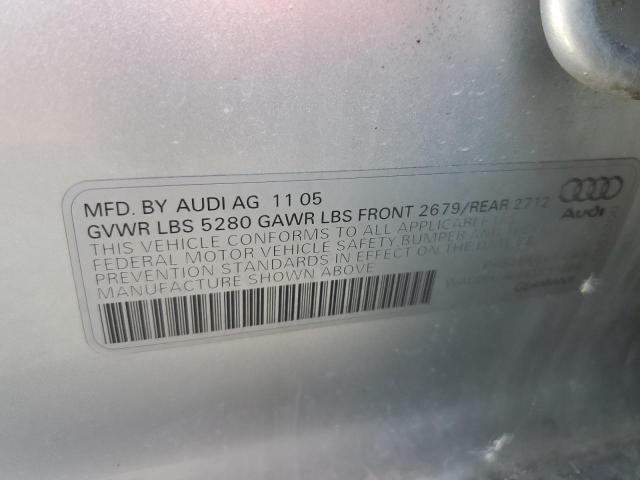 MFD. BY AUDI AG 11 05
GVWR LBS 5280 GAWR LBS FRONT 2679/REAR 2712
THIS VEHICLE CONFORMS TO ALL APPLICABLE
FEDERAL MOTOR VEHICLE SAFETY, BUMPER AND
PREVENTION STANDARDS IN EFFECT ON THE DATE OF
MANUFACTURE SHOWN ABOVE
Audi